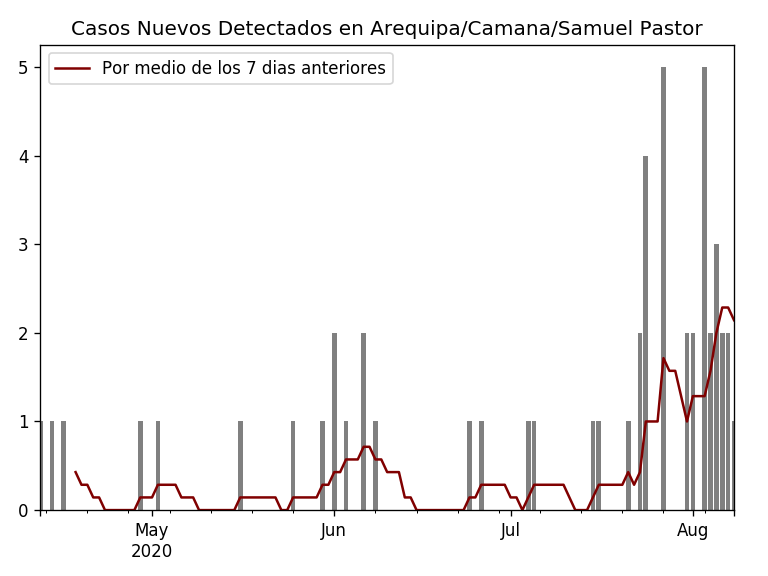 Casos Nuevos Detectados en Arequipa/Camana/Samuel Pastor
Por medio de los 7 dias anteriores
5
4
3
2
1
0
May
2020
Jun
Jul
Aug